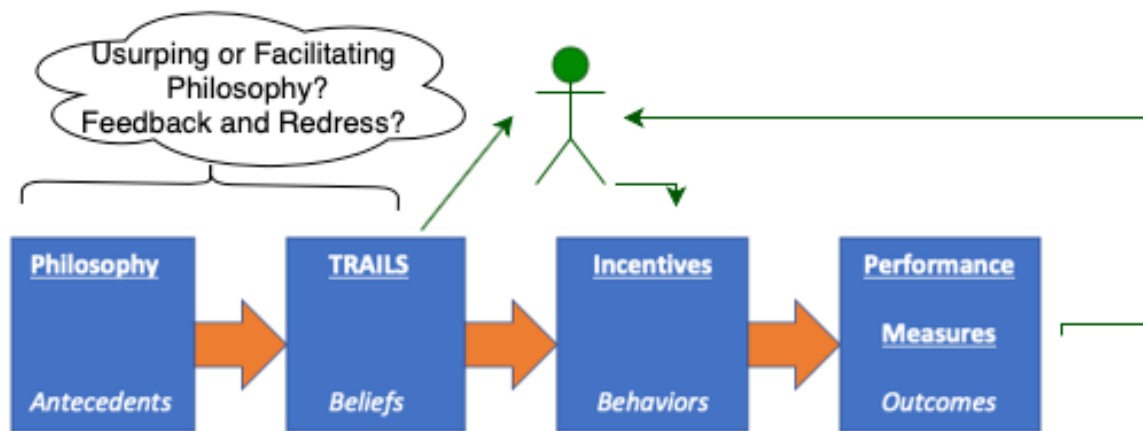 Usurping or Facilitating
Philosophy?
Feedback and Redress?
Philosophy
Antecedents
TRAILS
Beliefs
Incentives
Behaviors
Performance
Measures
Outcomes